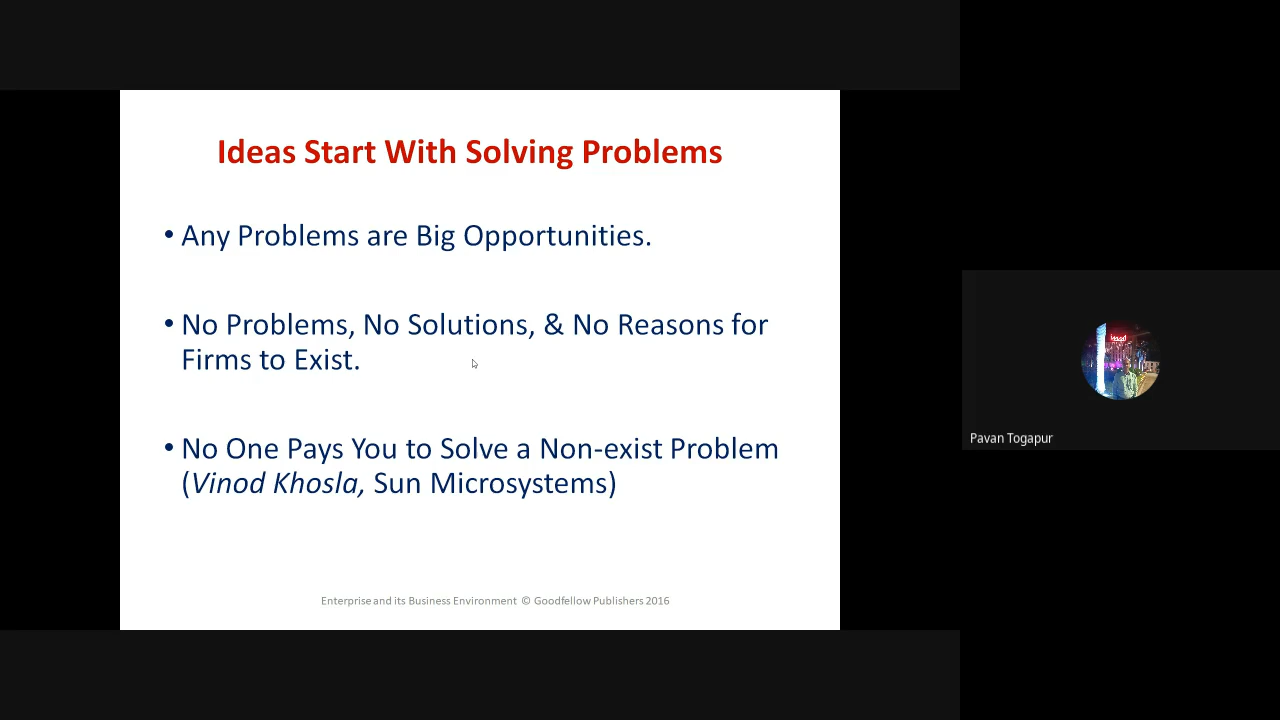 Ideas Start With Solving Problems
• Any Problems are Big Opportunities.
• No Problems, No Solutions, & No Reasons for
Firms to Exist.
• No One Pays You to Solve a Non-exist Problem
(Vinod Khosla, Sun Microsystems)
Enterprise and its Business Environment © Goodfellow Publishers 2016
Pavan Togapur